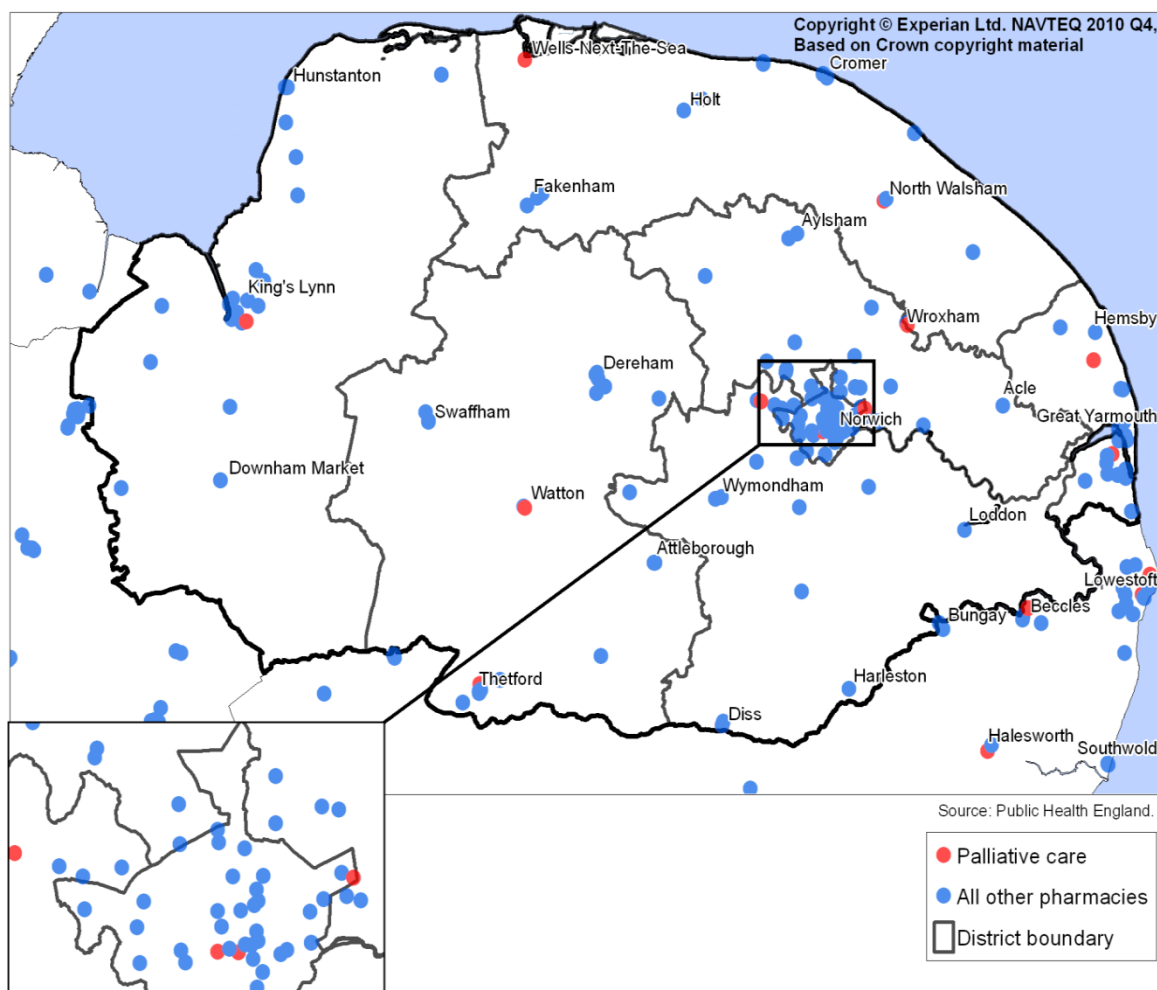 Copyright © Experian Ltd. NAVTEQ 2010 Q4,
Based on Crown copyright material
Wells-Next-The-Sea
Cromer
Hunstanton
Holt
Fakenham
North Walsham
Aylsham
King's Lynn
Wroxham
Hemsby
Dereham
Acle
Swaffham
Norwich
Great Yarmouth
Downham Market
Watton
Wymondham
Loddon
Attleborough
Lowestoft
Beccles
Bungay
Thetford
Harleston
Diss
Halesworth
Southwold
Source: Public Health England.
Palliative care
All other pharmacies
District boundary